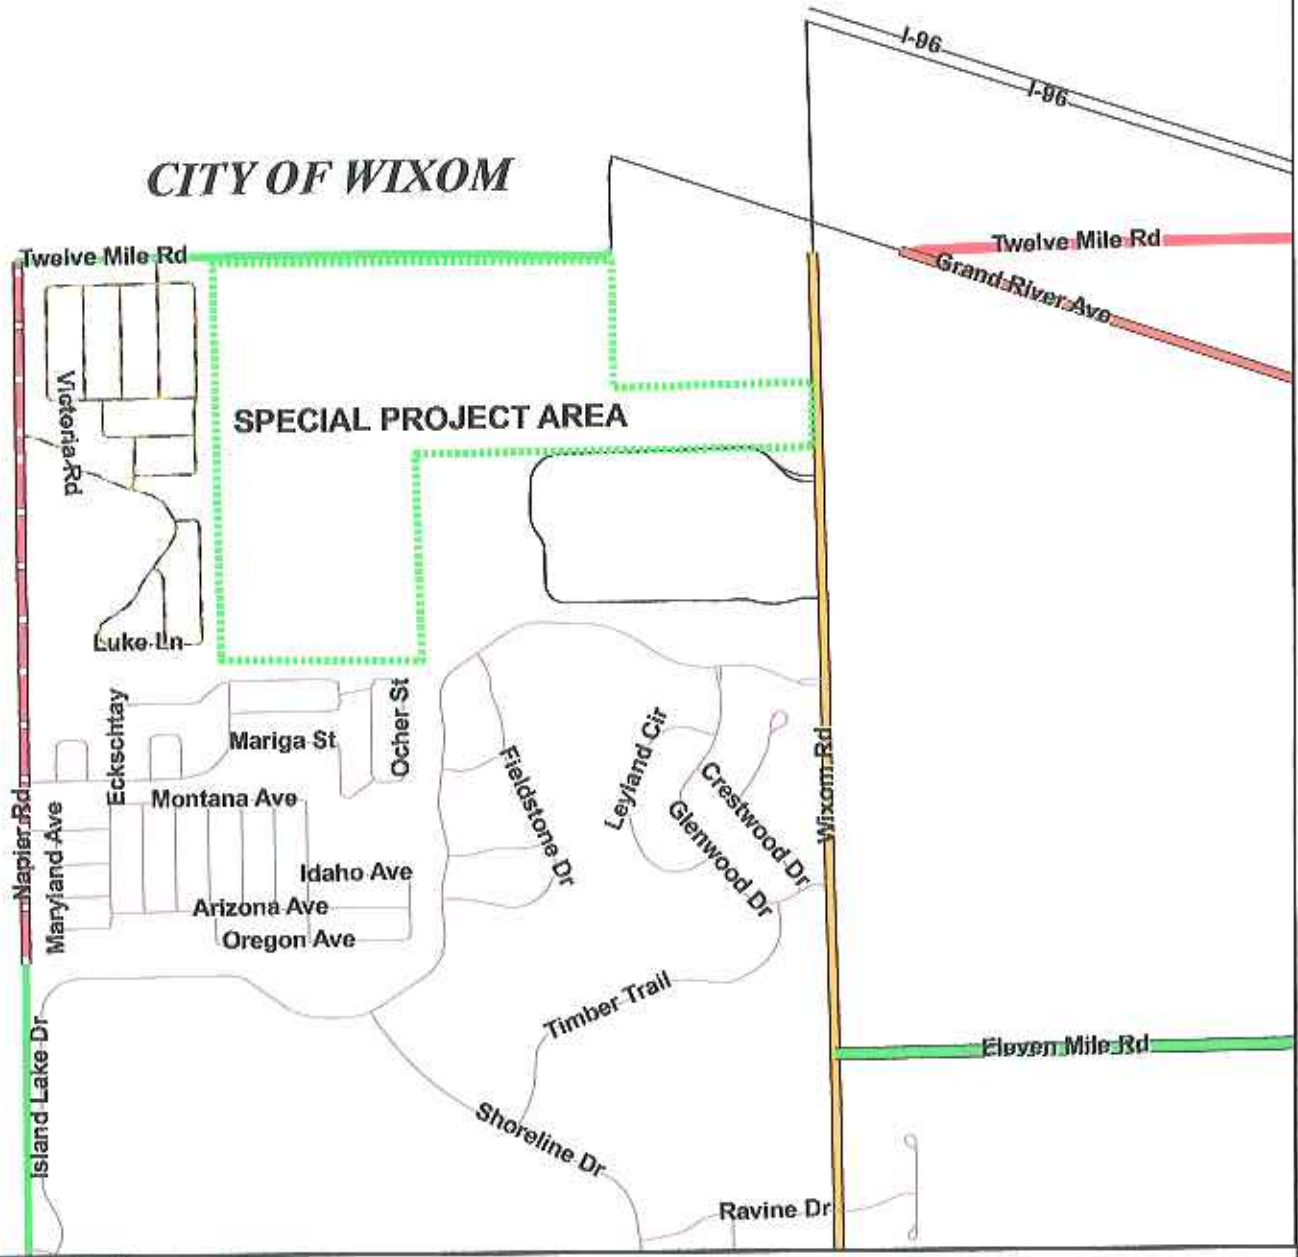 I-96
I-96
CITY OF WIXOM
Twelve Mile Rd
Twelve Mile Rd
Grand River Ave
Victoria Rd
SPECIAL PROJECT AREA
Luke Ln
Eckschtay
Mariga St
Ocher St
Fieldstone Dr
Leyland Cir
Crestwood Dr
Glenwood Dr
Wixom Rd
Napier Rd
Maryland Ave
Montana Ave
Idaho Ave
Arizona Ave
Oregon Ave
Timber Trail
Island Lake Dr
Eleven Mile Rd
Shoreline Dr
Ravine Dr